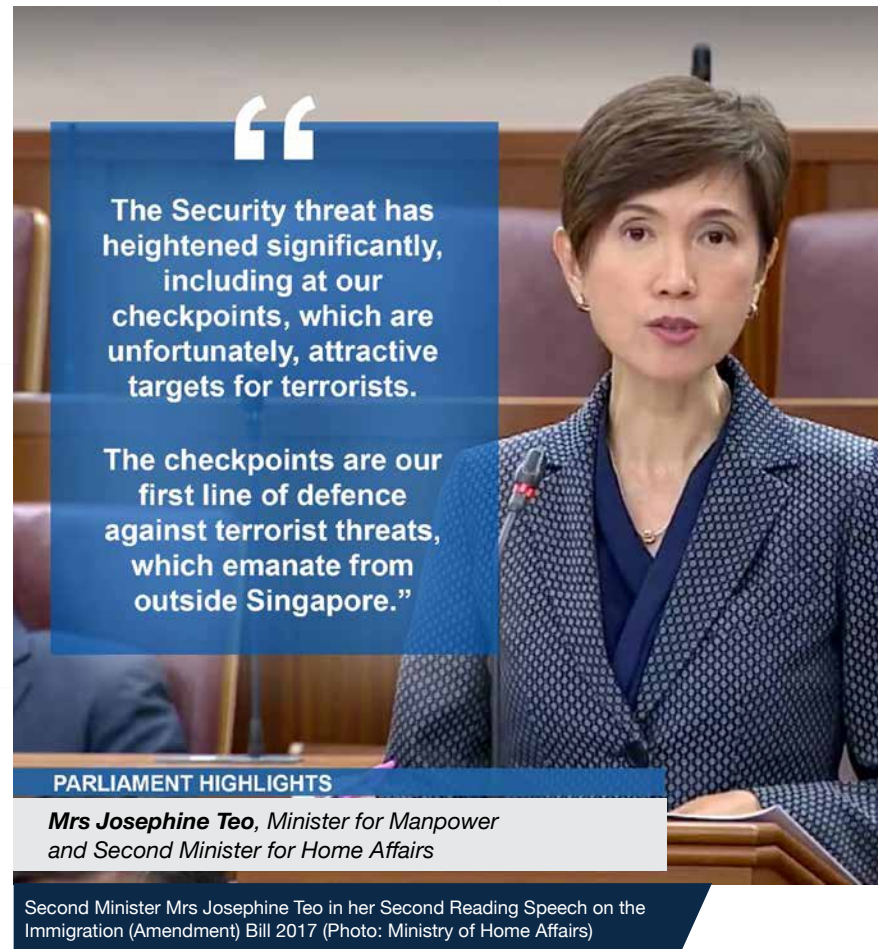 “
The Security threat has
heightened significantly,
including at our
checkpoints, which are
unfortunately, attractive
targets for terrorists.
The checkpoints are our
first line of defence
against terrorist threats,
which emanate from
outside Singapore.”
PARLIAMENT HIGHLIGHTS
Mrs Josephine Teo, Minister for Manpower
and Second Minister for Home Affairs
Second Minister Mrs Josephine Teo in her Second Reading Speech on the
Immigration (Amendment) Bill 2017 (Photo: Ministry of Home Affairs)